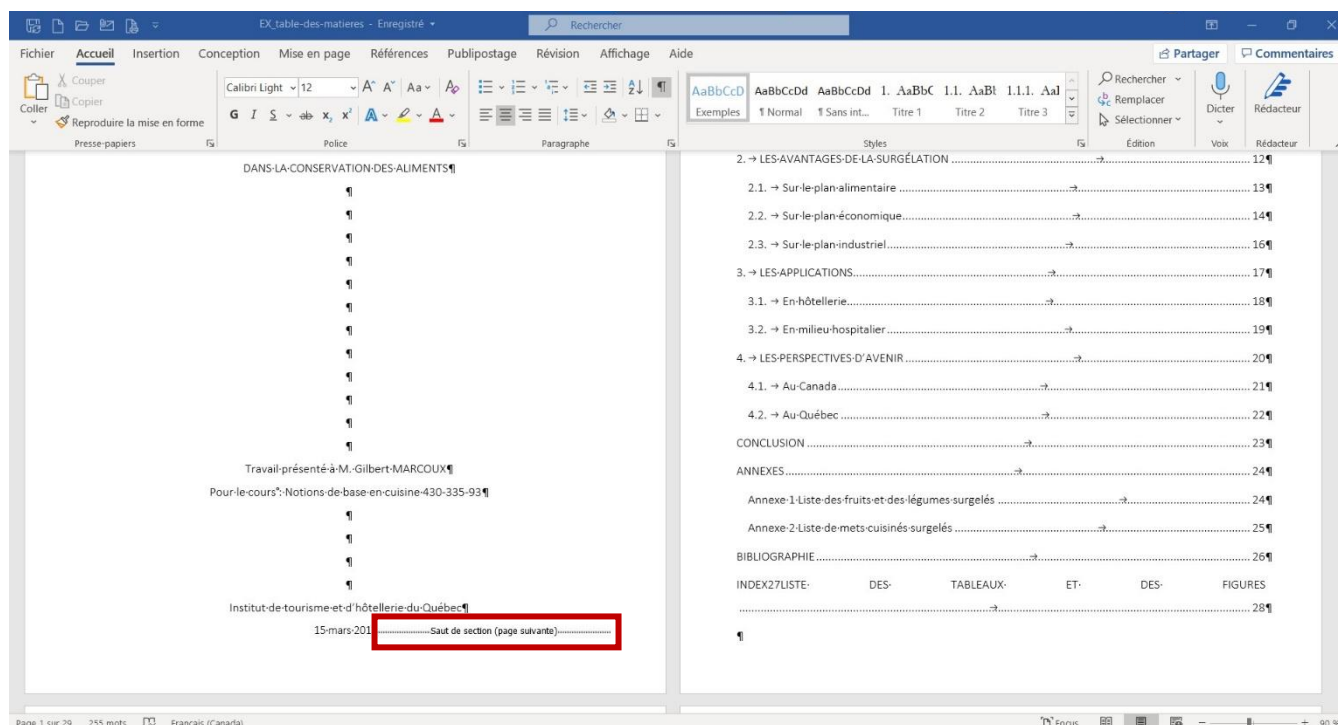 EX_table-des-matieres - Enregistré
Rechercher
Fichier Accueil Insertion Conception Mise en page Références Publipostage Révision Affichage Aide
Partager Commentaires
Coller
Couper
Copier
Reproduire la mise en forme
Presse-papiers
Calibri Light 12 A^ A˅ Aa A
G I S ab x₂ x² A A
Police
¶
Paragraphe
AaBbCcD AaBbCcDd AaBbCcDd 1. AaBbC 1.1. AaBb 1.1.1. AaI
Exemples ¶ Normal ¶ Sans int... Titre 1 Titre 2 Titre 3
Styles
Rechercher
Remplacer
Sélectionner
Édition
Dicter
Voix
Rédacteur
Rédacteur
DANS·LA·CONSERVATION·DES·ALIMENTS¶
¶
¶
¶
¶
¶
¶
¶
¶
¶
¶
¶
¶
Travail·présenté·à·M.·Gilbert·MARCOUX¶
Pour·le·cours°:·Notions·de·base·en·cuisine·430-335-93¶
¶
¶
¶
¶
Institut·de·tourisme·et·d'hôtellerie·du·Québec¶
15·mars·201 Saut de section (page suivante)
2. → LES·AVANTAGES·DE·LA·SURGÉLATION → 12¶
2.1. → Sur·le·plan·alimentaire → 13¶
2.2. → Sur·le·plan·économique → 14¶
2.3. → Sur·le·plan·industriel → 16¶
3. → LES·APPLICATIONS → 17¶
3.1. → En·hôtellerie → 18¶
3.2. → En·milieu·hospitalier → 19¶
4. → LES·PERSPECTIVES·D'AVENIR → 20¶
4.1. → Au·Canada → 21¶
4.2. → Au·Québec → 22¶
CONCLUSION → 23¶
ANNEXES → 24¶
Annexe·1·Liste·des·fruits·et·des·légumes·surgelés → 24¶
Annexe·2·Liste·de·mets·cuisinés·surgelés → 25¶
BIBLIOGRAPHIE → 26¶
INDEX27LISTE· DES· TABLEAUX· ET· DES· FIGURES
→ 28¶
¶
Page 1 sur 29 255 mots Français (Canada) Focus 90 %